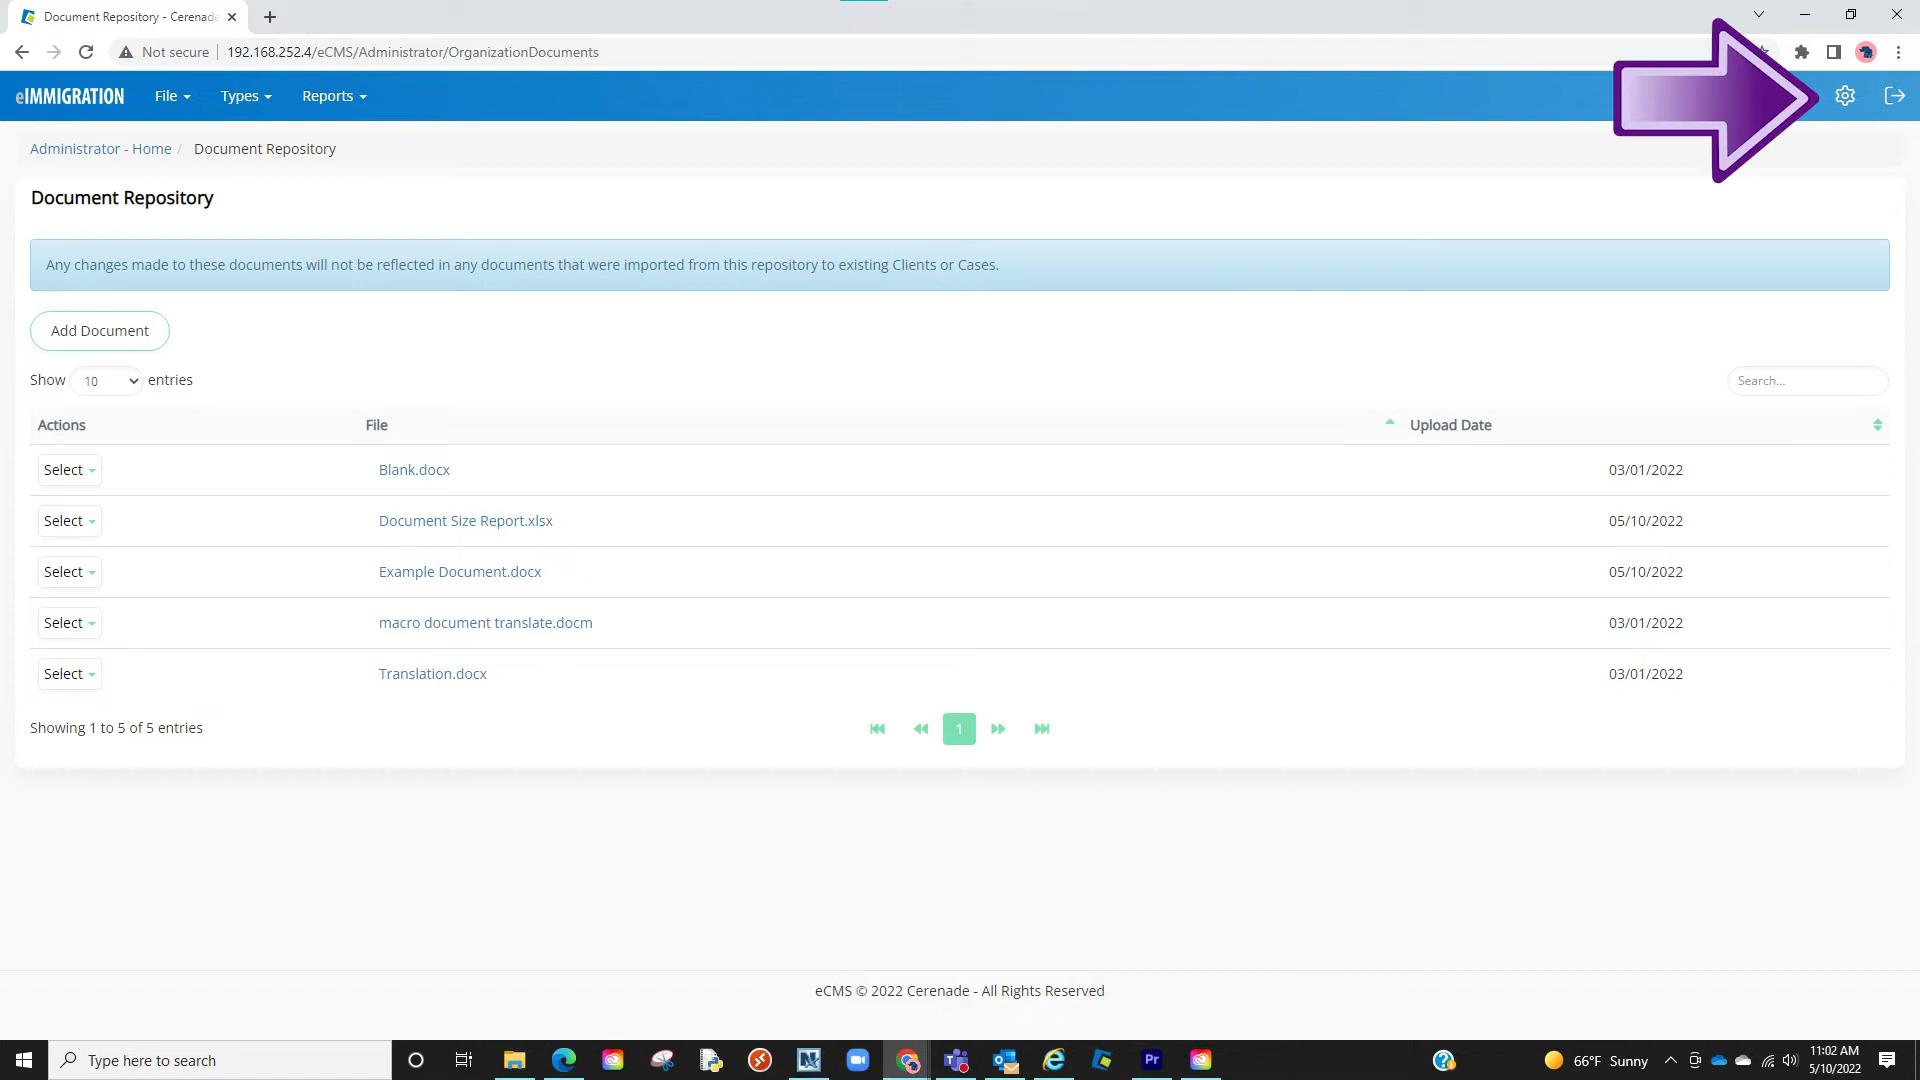 Document Repository - Cerenade
Not secure
192.168.252.4/eCMS/Administrator/OrganizationDocuments
eIMMIGRATION
File
Types
Reports
Administrator - Home / Document Repository
Document Repository
Any changes made to these documents will not be reflected in any documents that were imported from this repository to existing Clients or Cases.
Add Document
Show 10 entries
Search...
Actions File Upload Date
Select Blank.docx 03/01/2022
Select Document Size Report.xlsx 05/10/2022
Select Example Document.docx 05/10/2022
Select macro document translate.docm 03/01/2022
Select Translation.docx 03/01/2022
Showing 1 to 5 of 5 entries
1
eCMS © 2022 Cerenade - All Rights Reserved
Type here to search
Pr
66°F Sunny
11:02 AM
5/10/2022